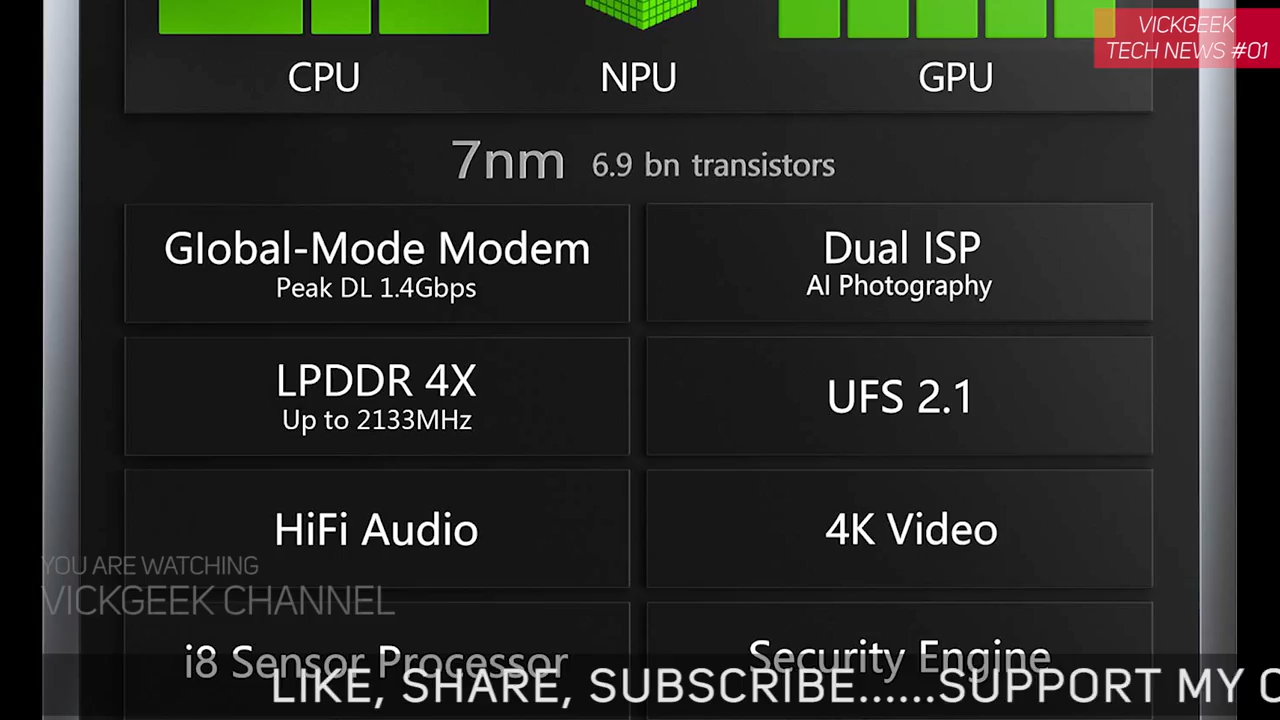 VICKGEEK
TECH NEWS #01
CPU
NPU
GPU
7nm 6.9 bn transistors
Global-Mode Modem
Peak DL 1.4Gbps
Dual ISP
AI Photography
LPDDR 4X
Up to 2133MHz
UFS 2.1
HiFi Audio
4K Video
YOU ARE WATCHING
VICKGEEK CHANNEL
i8 Sensor Processor
Security Engine
LIKE, SHARE, SUBSCRIBE......SUPPORT MY